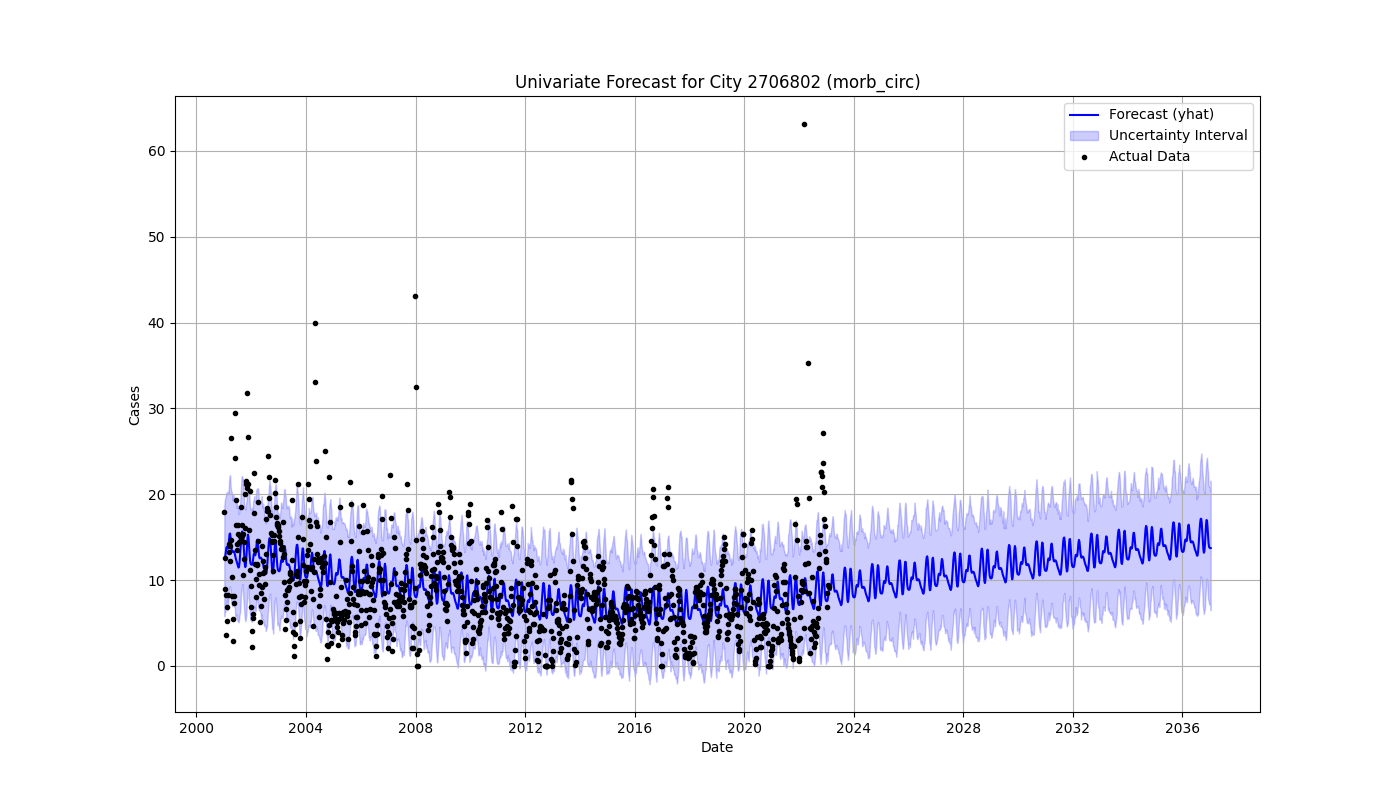 Univariate Forecast for City 2706802 (morb_circ)
Forecast (yhat)
Uncertainty Interval
Actual Data
Cases
60
50
40
30
20
10
0
2000 2004 2008 2012 2016 2020 2024 2028 2032 2036
Date